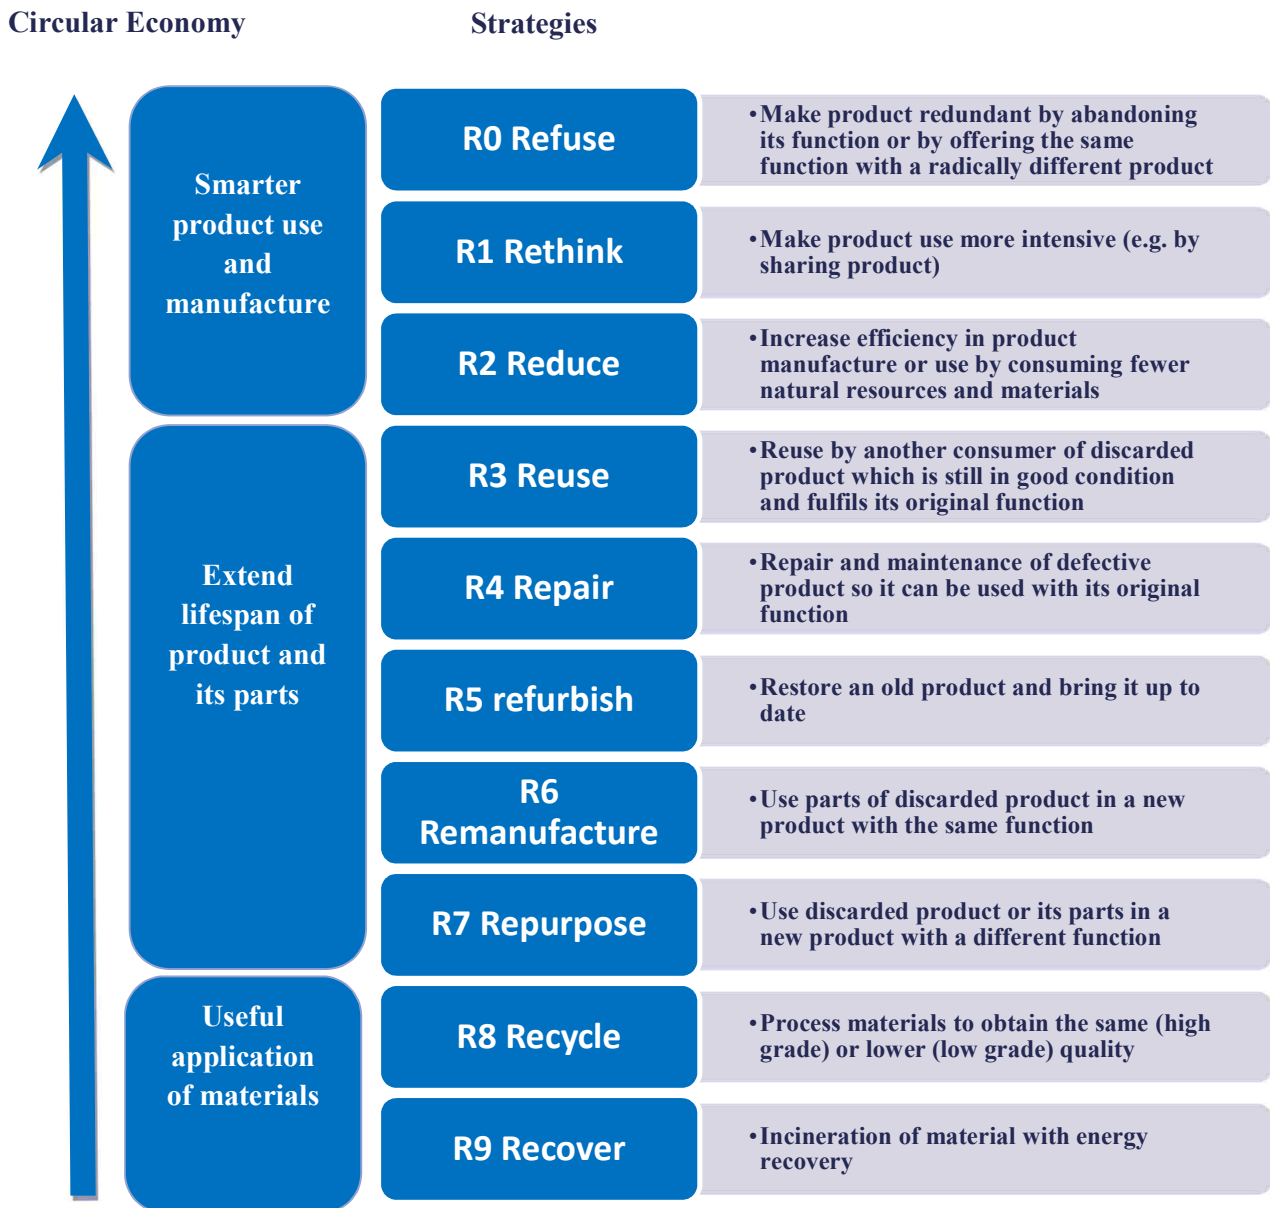 Circular Economy
Strategies
Smarter
product use
and
manufacture
R0 Refuse
•Make product redundant by abandoning
its function or by offering the same
function with a radically different product
R1 Rethink
•Make product use more intensive (e.g. by
sharing product)
R2 Reduce
•Increase efficiency in product
manufacture or use by consuming fewer
natural resources and materials
Extend
lifespan of
product and
its parts
R3 Reuse
•Reuse by another consumer of discarded
product which is still in good condition
and fulfils its original function
R4 Repair
•Repair and maintenance of defective
product so it can be used with its original
function
R5 refurbish
•Restore an old product and bring it up to
date
R6
Remanufacture
•Use parts of discarded product in a new
product with the same function
R7 Repurpose
•Use discarded product or its parts in a
new product with a different function
Useful
application
of materials
R8 Recycle
•Process materials to obtain the same (high
grade) or lower (low grade) quality
R9 Recover
•Incineration of material with energy
recovery